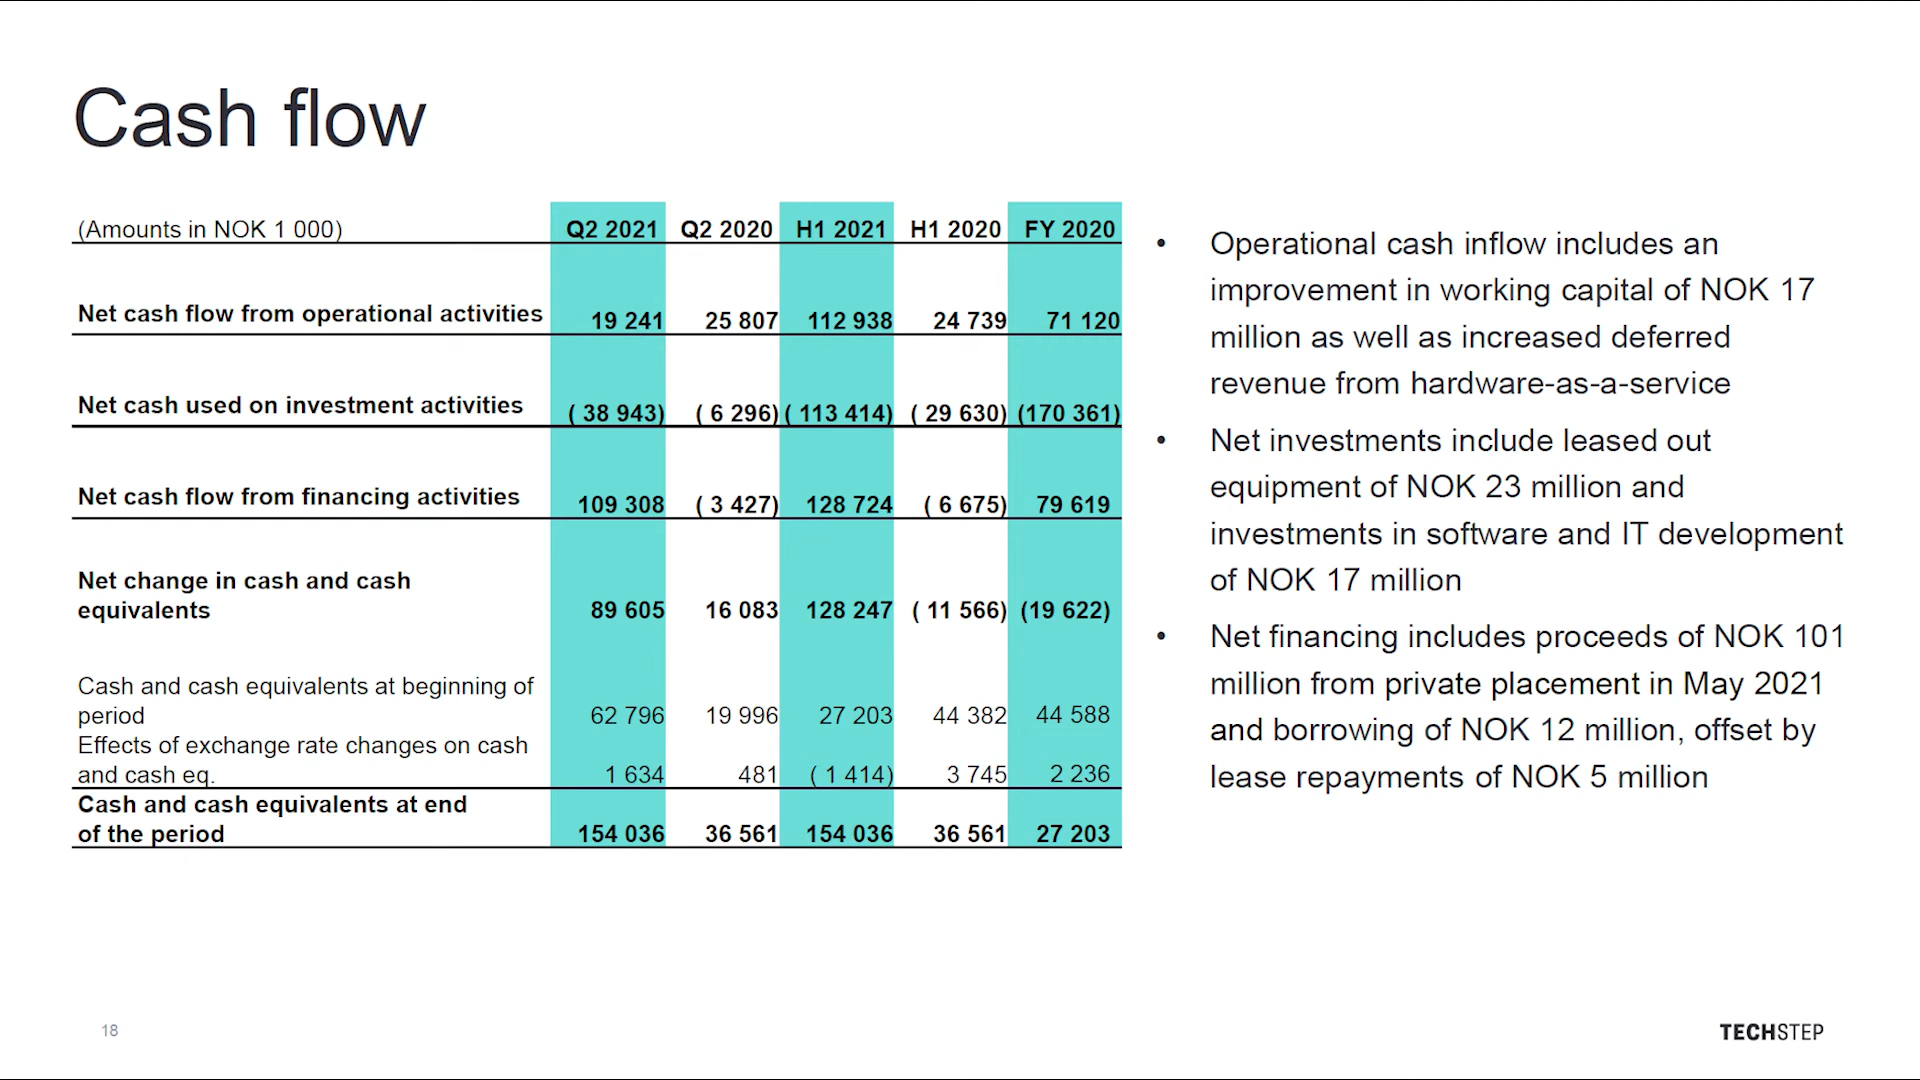 Cash flow
(Amounts in NOK 1 000) Q2 2021 Q2 2020 H1 2021 H1 2020 FY 2020
Net cash flow from operational activities 19 241 25 807 112 938 24 739 71 120
Net cash used on investment activities ( 38 943) ( 6 296) ( 113 414) ( 29 630) (170 361)
Net cash flow from financing activities 109 308 ( 3 427) 128 724 ( 6 675) 79 619
Net change in cash and cash
equivalents 89 605 16 083 128 247 ( 11 566) (19 622)
Cash and cash equivalents at beginning of
period 62 796 19 996 27 203 44 382 44 588
Effects of exchange rate changes on cash
and cash eq. 1 634 481 ( 1 414) 3 745 2 236
Cash and cash equivalents at end
of the period 154 036 36 561 154 036 36 561 27 203
• Operational cash inflow includes an
improvement in working capital of NOK 17
million as well as increased deferred
revenue from hardware-as-a-service
• Net investments include leased out
equipment of NOK 23 million and
investments in software and IT development
of NOK 17 million
• Net financing includes proceeds of NOK 101
million from private placement in May 2021
and borrowing of NOK 12 million, offset by
lease repayments of NOK 5 million
18
TECHSTEP